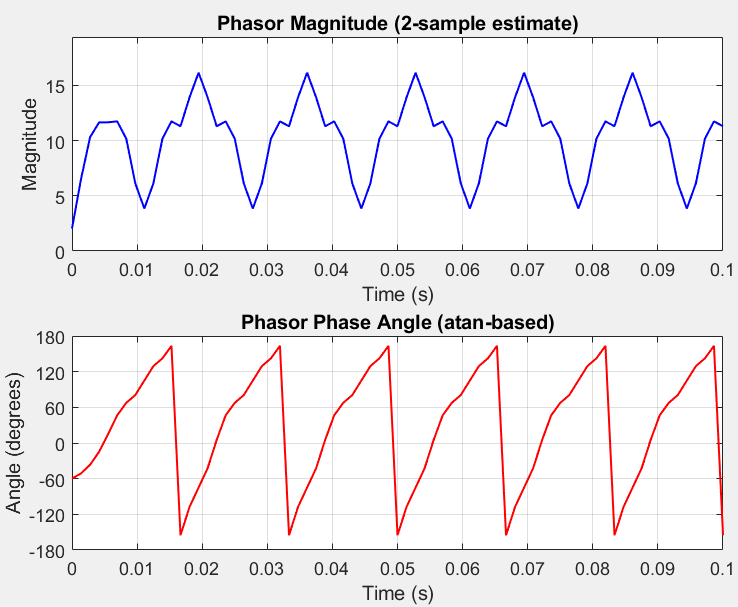 Phasor Magnitude (2-sample estimate)
Magnitude
15
10
5
0
0 0.01 0.02 0.03 0.04 0.05 0.06 0.07 0.08 0.09 0.1
Time (s)
Phasor Phase Angle (atan-based)
Angle (degrees)
180
120
60
0
-60
-120
-180
0 0.01 0.02 0.03 0.04 0.05 0.06 0.07 0.08 0.09 0.1
Time (s)